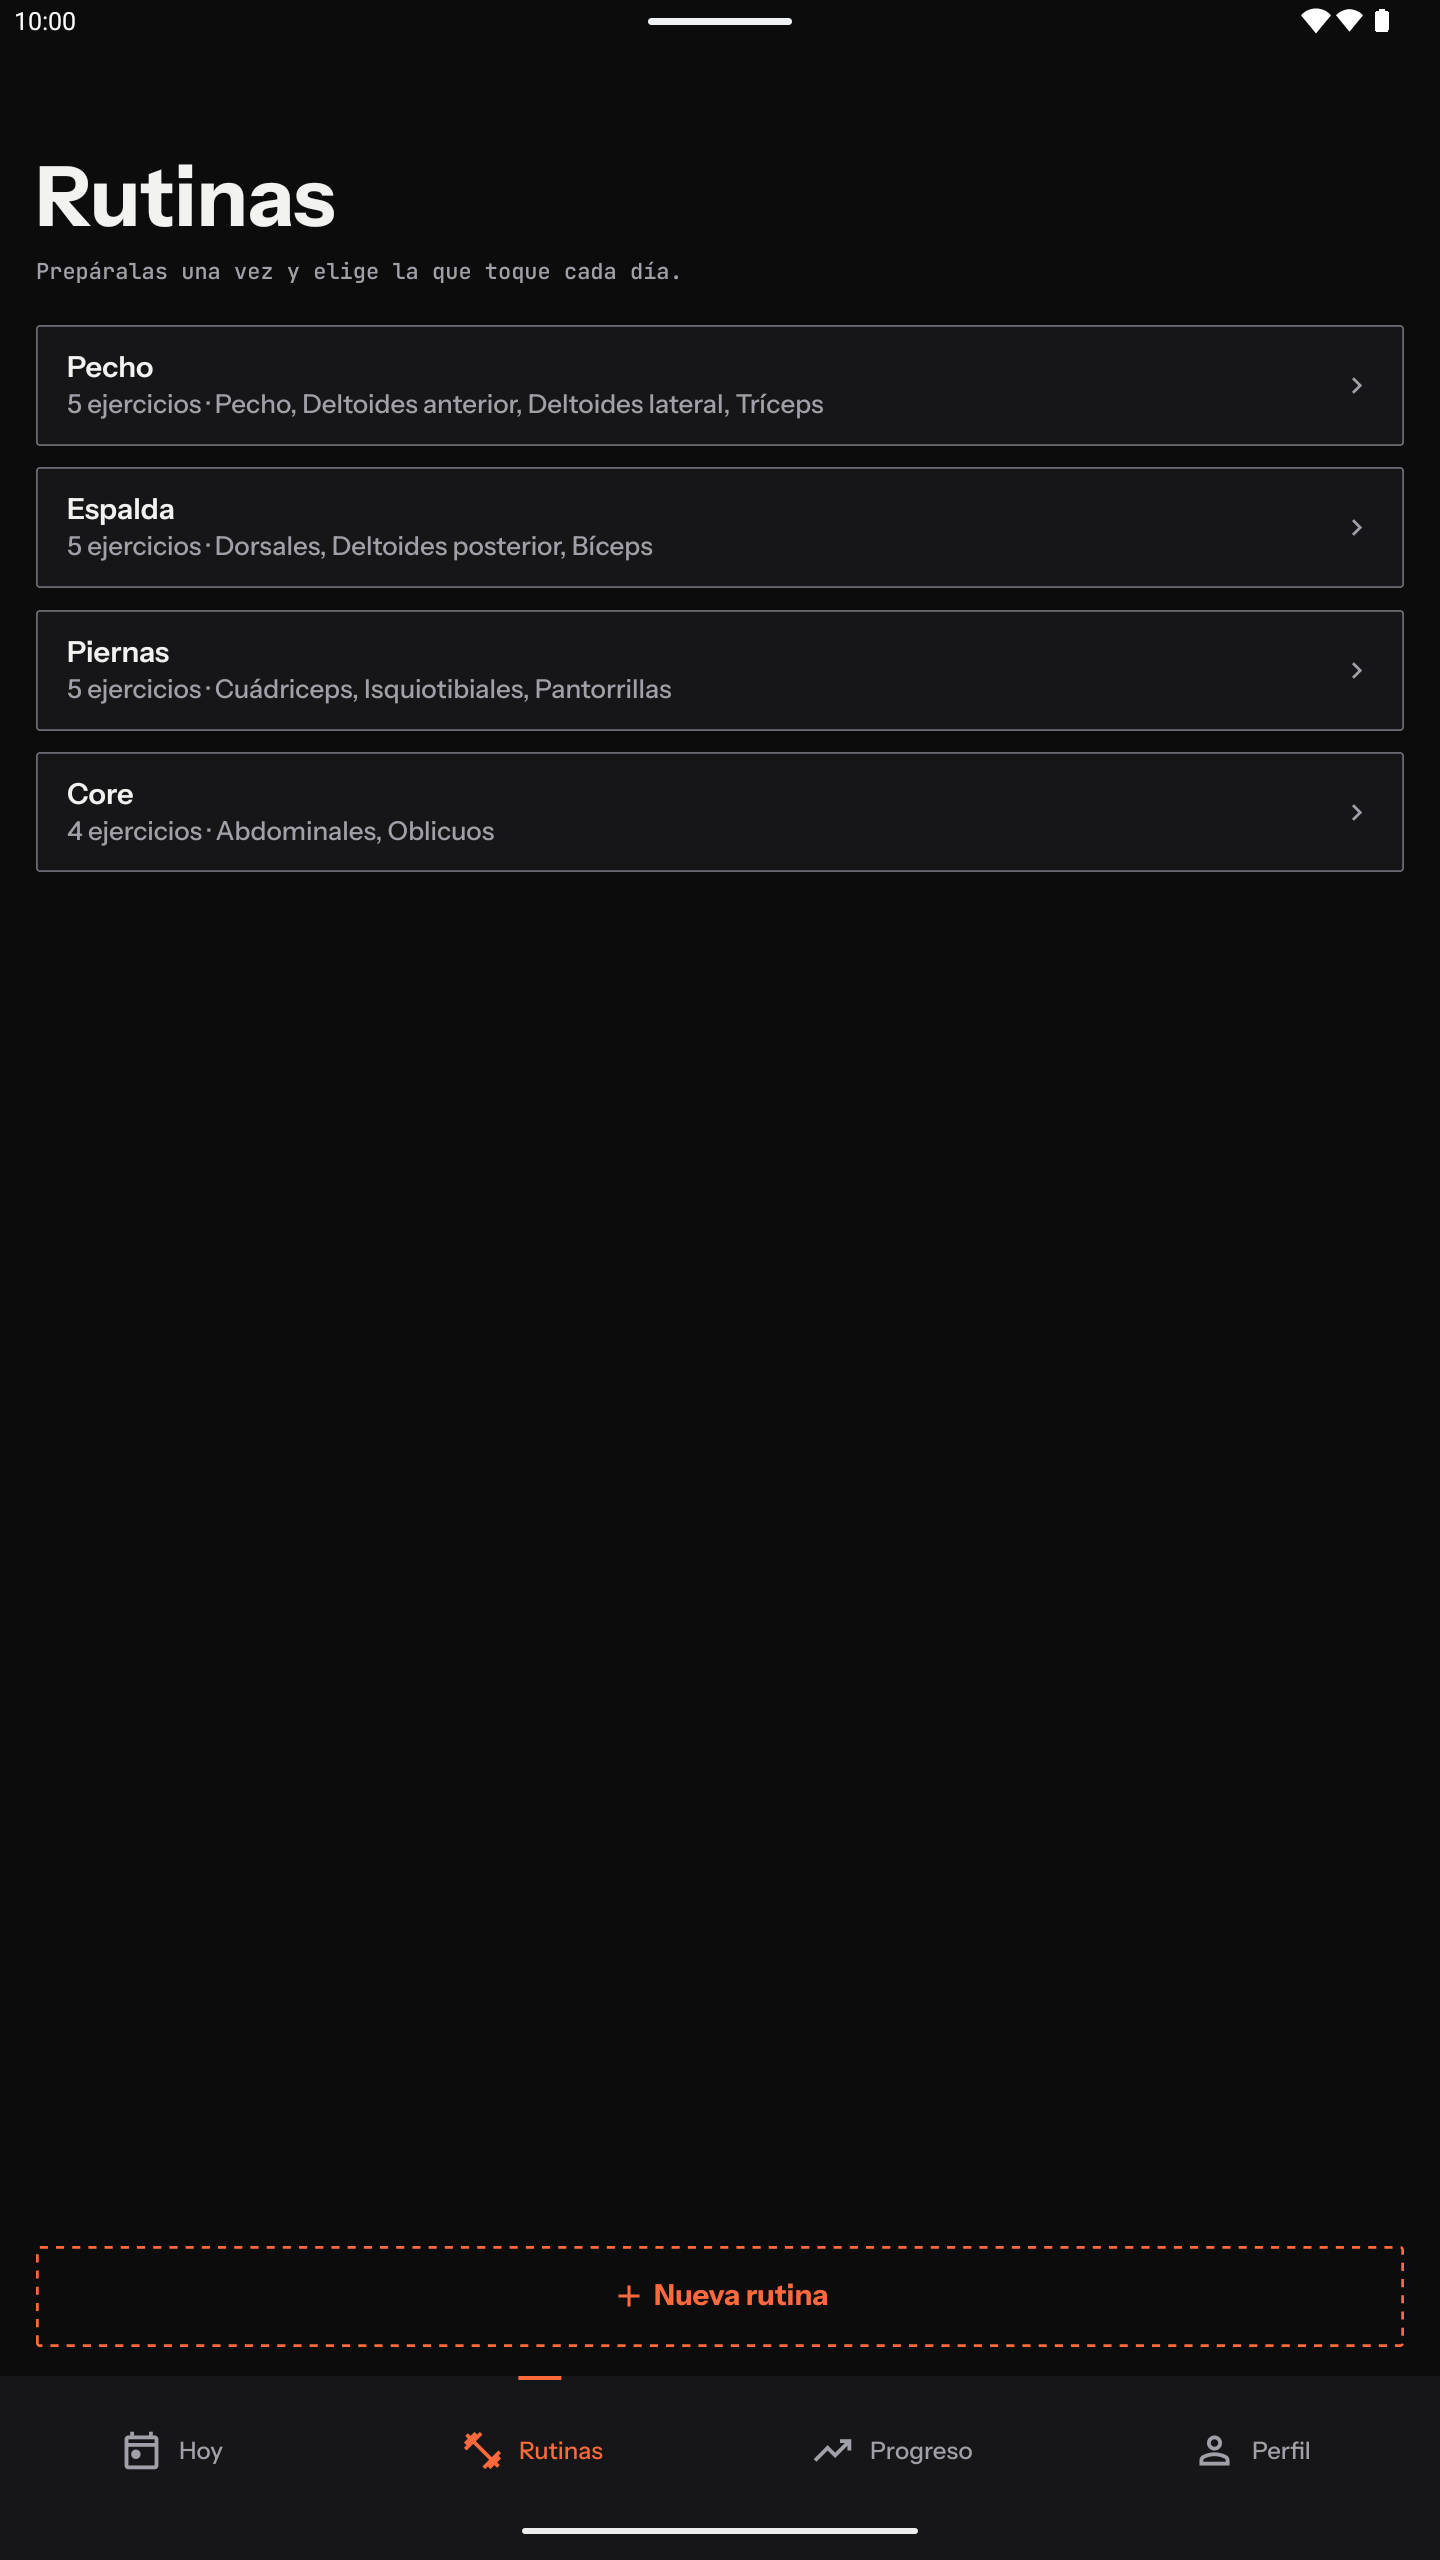 10:00
Rutinas
Prepáralas una vez y elige la que toque cada día.
Pecho
5 ejercicios · Pecho, Deltoides anterior, Deltoides lateral, Tríceps
Espalda
5 ejercicios · Dorsales, Deltoides posterior, Bíceps
Piernas
5 ejercicios · Cuádriceps, Isquiotibiales, Pantorrillas
Core
4 ejercicios · Abdominales, Oblicuos
+ Nueva rutina
Hoy Rutinas Progreso Perfil